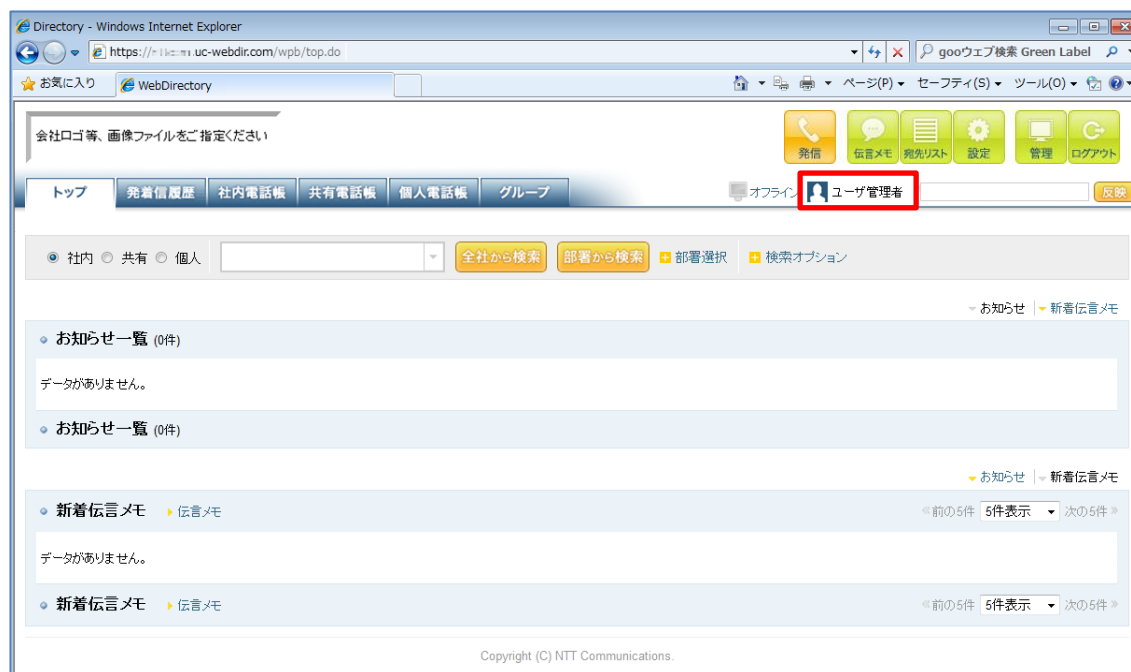 Directory - Windows Internet Explorer
.uc-webdir.com/wpb/top.do
gooウェブ検索 Green Label
お気に入り
WebDirectory
ページ(P)
セーフティ(S)
ツール(O)
会社ロゴ等、画像ファイルをご指定ください
発信
伝言メモ
宛先リスト
設定
管理
ログアウト
トップ
発着信履歴
社内電話帳
共有電話帳
個人電話帳
グループ
オフライン
ユーザ管理者
反映
社内
共有
個人
全社から検索
部署から検索
部署選択
検索オプション
お知らせ
新着伝言メモ
お知らせ一覧 (0件)
データがありません。
お知らせ一覧 (0件)
お知らせ
新着伝言メモ
新着伝言メモ
伝言メモ
≪前の5件 5件表示 次の5件≫
データがありません。
新着伝言メモ
伝言メモ
≪前の5件 5件表示 次の5件≫
Copyright (C) NTT Communications.